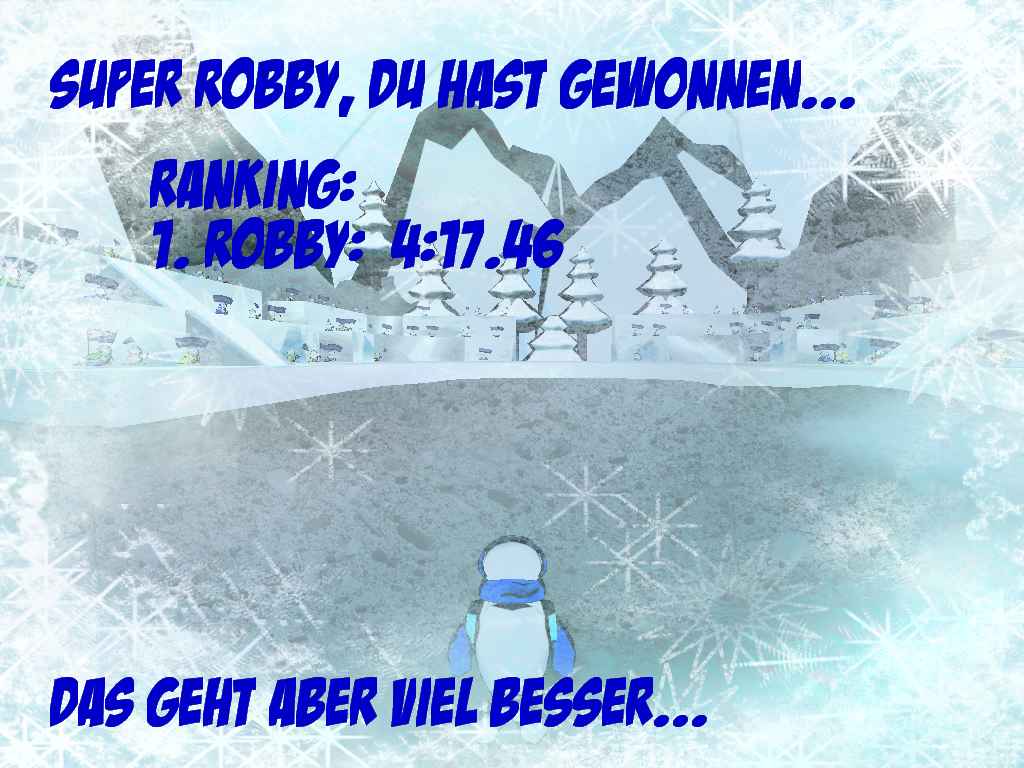 SUPER ROBBY, DU HAST GEWONNEN...
RANKING:
1. ROBBY: 4:17.46
DAS GEHT ABER VIEL BESSER...